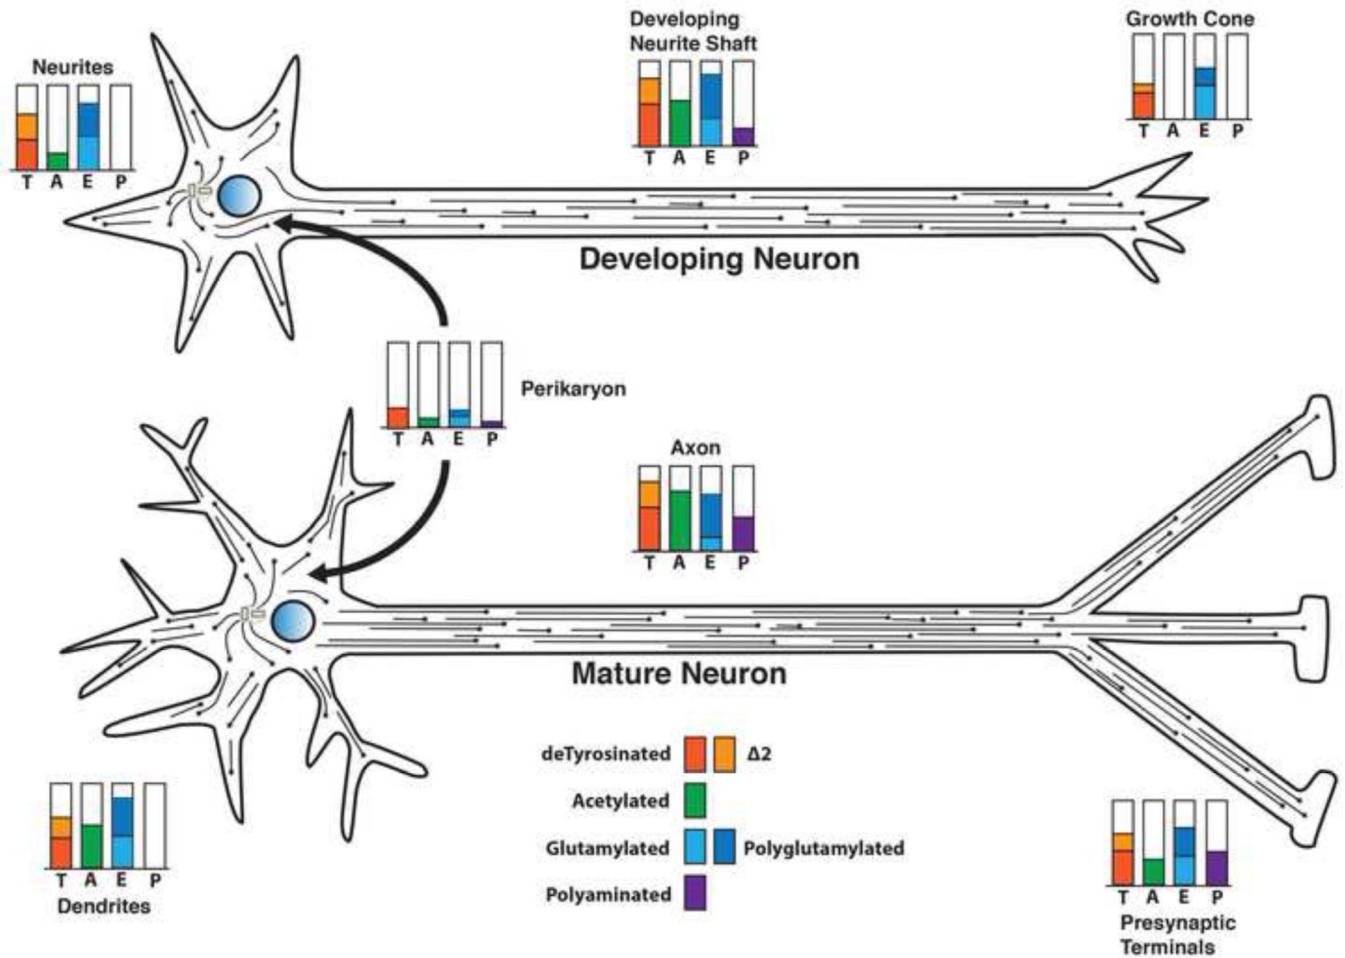 Developing
Neurite Shaft
Growth Cone
Neurites
T A E P
T A E P
T A E P
Developing Neuron
Perikaryon
T A E P
Axon
T A E P
Mature Neuron
deTyrosinated Δ2
Acetylated
Glutamylated Polyglutamylated
Polyaminated
T A E P
Dendrites
T A E P
Presynaptic
Terminals